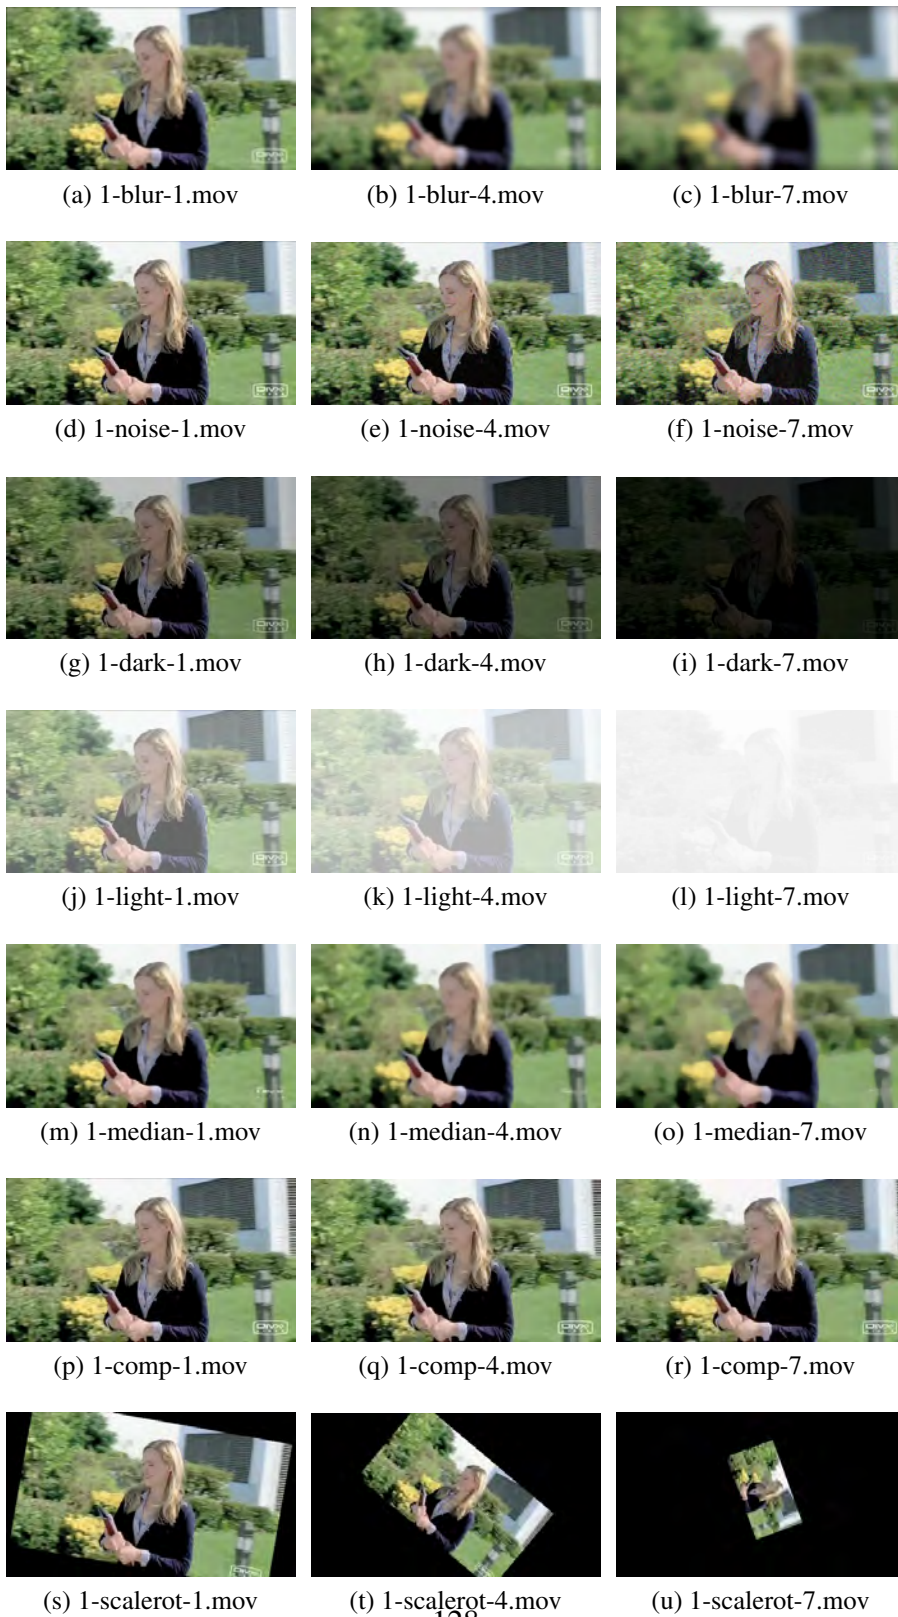 (a) 1-blur-1.mov (b) 1-blur-4.mov (c) 1-blur-7.mov
(d) 1-noise-1.mov (e) 1-noise-4.mov (f) 1-noise-7.mov
(g) 1-dark-1.mov (h) 1-dark-4.mov (i) 1-dark-7.mov
(j) 1-light-1.mov (k) 1-light-4.mov (l) 1-light-7.mov
(m) 1-median-1.mov (n) 1-median-4.mov (o) 1-median-7.mov
(p) 1-comp-1.mov (q) 1-comp-4.mov (r) 1-comp-7.mov
(s) 1-scalerot-1.mov (t) 1-scalerot-4.mov (u) 1-scalerot-7.mov
128